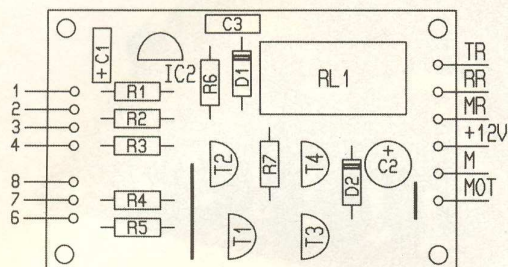 C3
+C1
IC2
R6
D1
RL1
TR
RR
MR
+12V
M
MOT
1
2
3
4
8
7
6
R1
R2
R3
R4
R5
T2
R7
T4
D2
+
C2
T1
T3